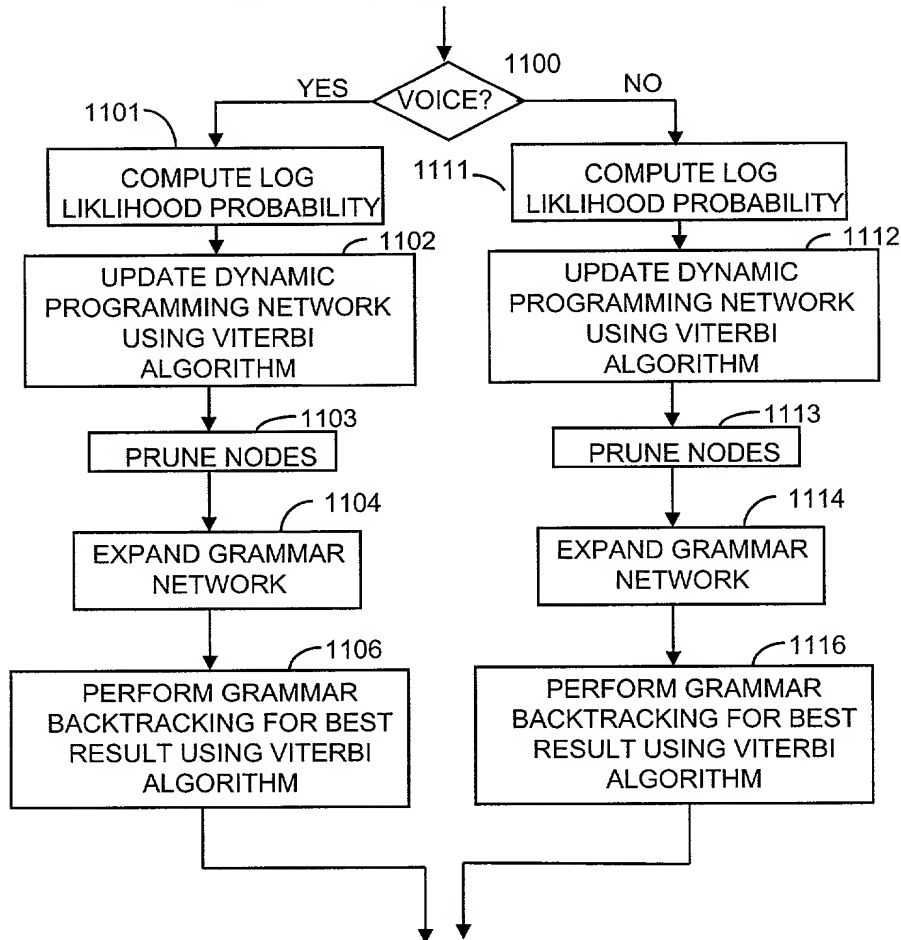 1100
VOICE?
YES
NO
1101
COMPUTE LOG
LIKLIHOOD PROBABILITY
1102
UPDATE DYNAMIC
PROGRAMMING NETWORK
USING VITERBI
ALGORITHM
1103
PRUNE NODES
1104
EXPAND GRAMMAR
NETWORK
1106
PERFORM GRAMMAR
BACKTRACKING FOR BEST
RESULT USING VITERBI
ALGORITHM
1111
COMPUTE LOG
LIKLIHOOD PROBABILITY
1112
UPDATE DYNAMIC
PROGRAMMING NETWORK
USING VITERBI
ALGORITHM
1113
PRUNE NODES
1114
EXPAND GRAMMAR
NETWORK
1116
PERFORM GRAMMAR
BACKTRACKING FOR BEST
RESULT USING VITERBI
ALGORITHM